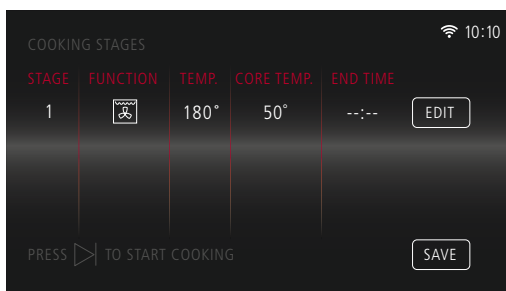 10:10
COOKING STAGES
STAGE FUNCTION TEMP. CORE TEMP. END TIME
1 180° 50° --:-- EDIT
PRESS TO START COOKING SAVE